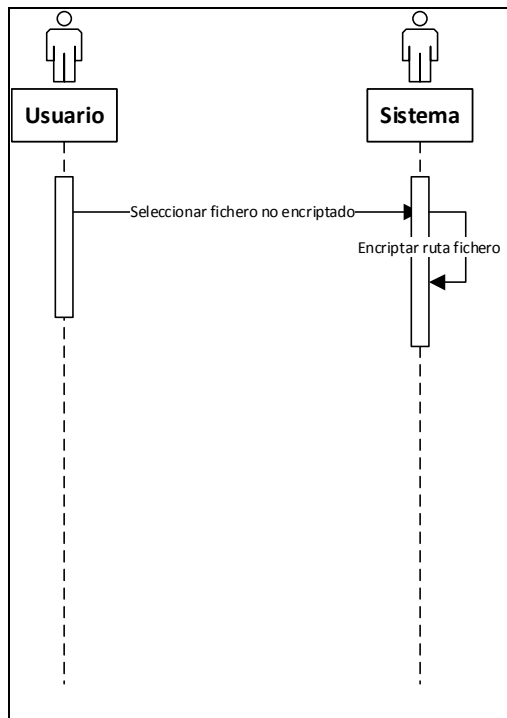 Usuario
Sistema
Seleccionar fichero no encriptado
Encriptar ruta fichero